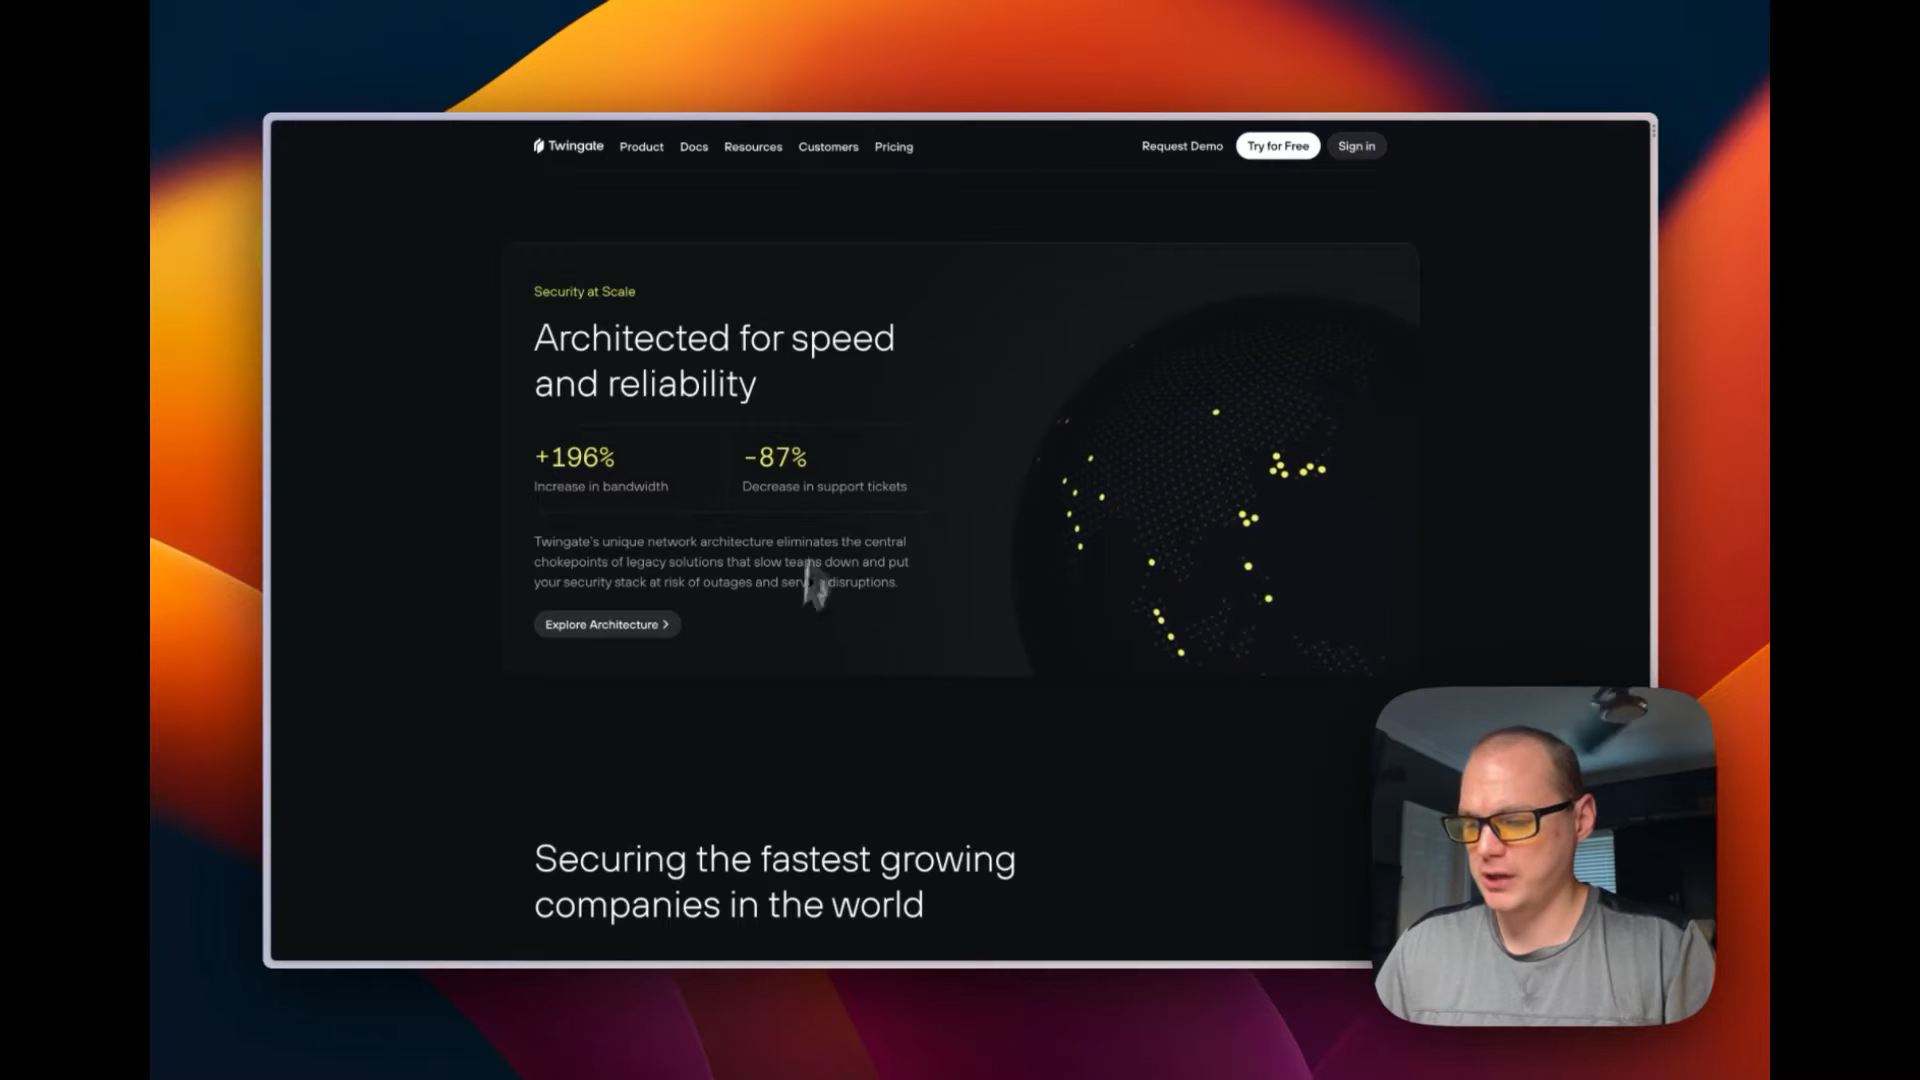 Twingate Product Docs Resources Customers Pricing Request Demo Try for Free Sign in
Security at Scale
Architected for speed
and reliability
+196% -87%
Increase in bandwidth Decrease in support tickets
Twingate's unique network architecture eliminates the central
chokepoints of legacy solutions that slow teams down and put
your security stack at risk of outages and disruptions.
Explore Architecture >
Securing the fastest growing
companies in the world